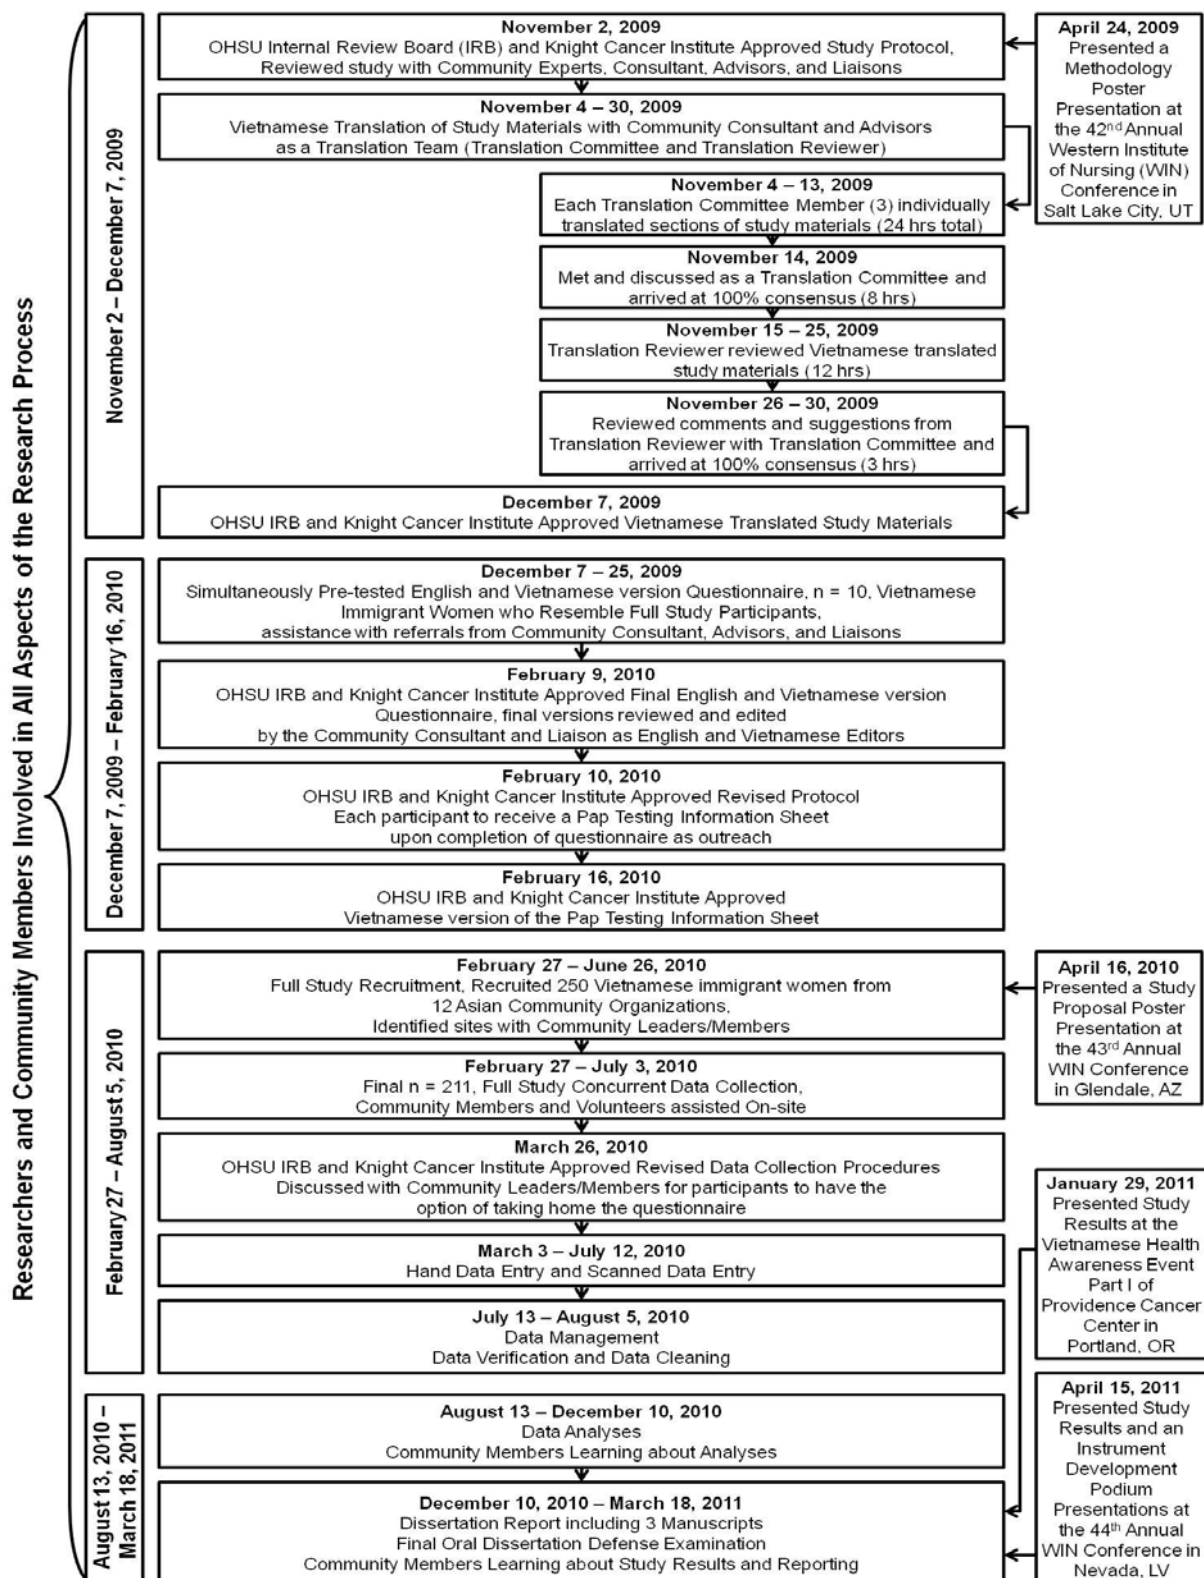 Researchers and Community Members Involved in All Aspects of the Research Process
November 2 – December 7, 2009
November 2, 2009
OHSU Internal Review Board (IRB) and Knight Cancer Institute Approved Study Protocol,
Reviewed study with Community Experts, Consultant, Advisors, and Liaisons
April 24, 2009
Presented a
Methodology
Poster
Presentation at
the 42nd Annual
Western Institute
of Nursing (WIN)
Conference in
Salt Lake City, UT
November 4 – 30, 2009
Vietnamese Translation of Study Materials with Community Consultant and Advisors
as a Translation Team (Translation Committee and Translation Reviewer)
November 4 – 13, 2009
Each Translation Committee Member (3) individually
translated sections of study materials (24 hrs total)
November 14, 2009
Met and discussed as a Translation Committee and
arrived at 100% consensus (8 hrs)
November 15 – 25, 2009
Translation Reviewer reviewed Vietnamese translated
study materials (12 hrs)
November 26 – 30, 2009
Reviewed comments and suggestions from
Translation Reviewer with Translation Committee and
arrived at 100% consensus (3 hrs)
December 7, 2009
OHSU IRB and Knight Cancer Institute Approved Vietnamese Translated Study Materials
December 7, 2009 – February 16, 2010
December 7 – 25, 2009
Simultaneously Pre-tested English and Vietnamese version Questionnaire, n = 10, Vietnamese
Immigrant Women who Resemble Full Study Participants,
assistance with referrals from Community Consultant, Advisors, and Liaisons
February 9, 2010
OHSU IRB and Knight Cancer Institute Approved Final English and Vietnamese version
Questionnaire, final versions reviewed and edited
by the Community Consultant and Liaison as English and Vietnamese Editors
February 10, 2010
OHSU IRB and Knight Cancer Institute Approved Revised Protocol
Each participant to receive a Pap Testing Information Sheet
upon completion of questionnaire as outreach
February 16, 2010
OHSU IRB and Knight Cancer Institute Approved
Vietnamese version of the Pap Testing Information Sheet
February 27 – August 5, 2010
February 27 – June 26, 2010
Full Study Recruitment, Recruited 250 Vietnamese immigrant women from
12 Asian Community Organizations,
Identified sites with Community Leaders/Members
April 16, 2010
Presented a Study
Proposal Poster
Presentation at
the 43rd Annual
WIN Conference
in Glendale, AZ
February 27 – July 3, 2010
Final n = 211, Full Study Concurrent Data Collection,
Community Members and Volunteers assisted On-site
March 26, 2010
OHSU IRB and Knight Cancer Institute Approved Revised Data Collection Procedures
Discussed with Community Leaders/Members for participants to have the
option of taking home the questionnaire
January 29, 2011
Presented Study
Results at the
Vietnamese Health
Awareness Event
Part I of
Providence Cancer
Center in
Portland, OR
March 3 – July 12, 2010
Hand Data Entry and Scanned Data Entry
July 13 – August 5, 2010
Data Management
Data Verification and Data Cleaning
August 13, 2010 –
March 18, 2011
August 13 – December 10, 2010
Data Analyses
Community Members Learning about Analyses
April 15, 2011
Presented Study
Results and an
Instrument
Development
Podium
Presentations at
the 44th Annual
WIN Conference in
Nevada, LV
December 10, 2010 – March 18, 2011
Dissertation Report including 3 Manuscripts
Final Oral Dissertation Defense Examination
Community Members Learning about Study Results and Reporting